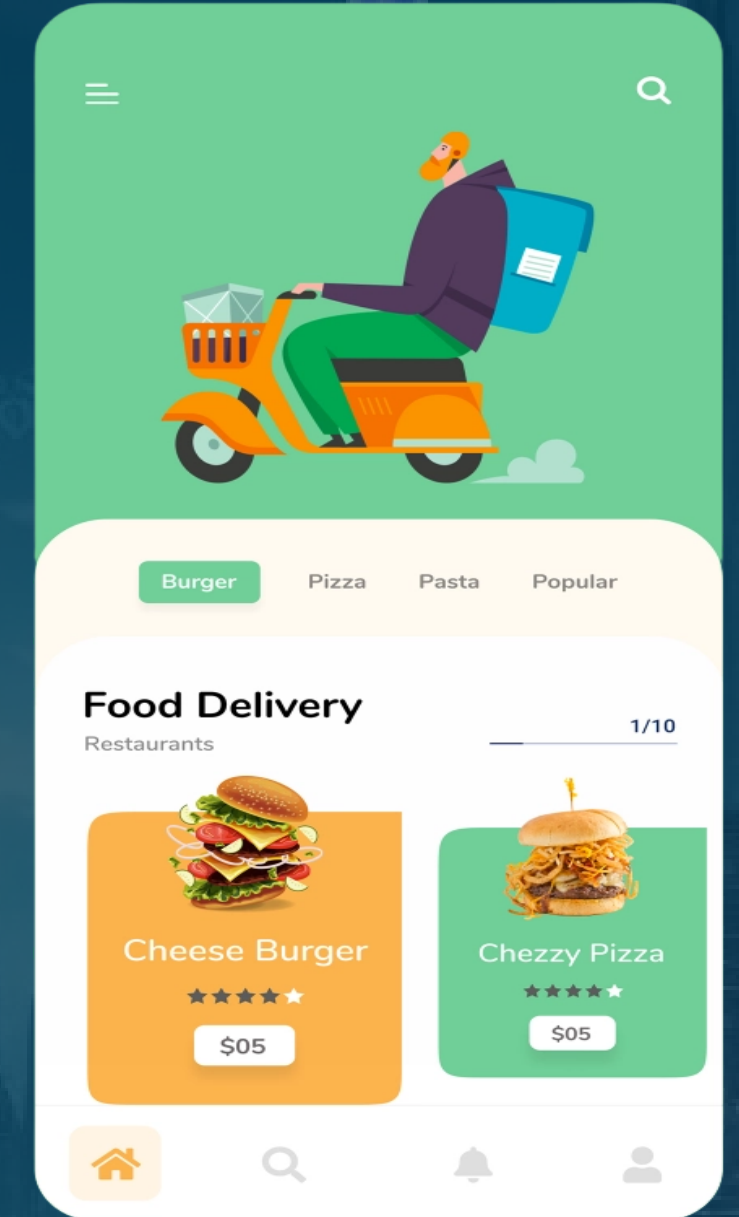 Burger Pizza Pasta Popular
Food Delivery
1/10
Restaurants
Cheese Burger
Chezzy Pizza
$05
$05